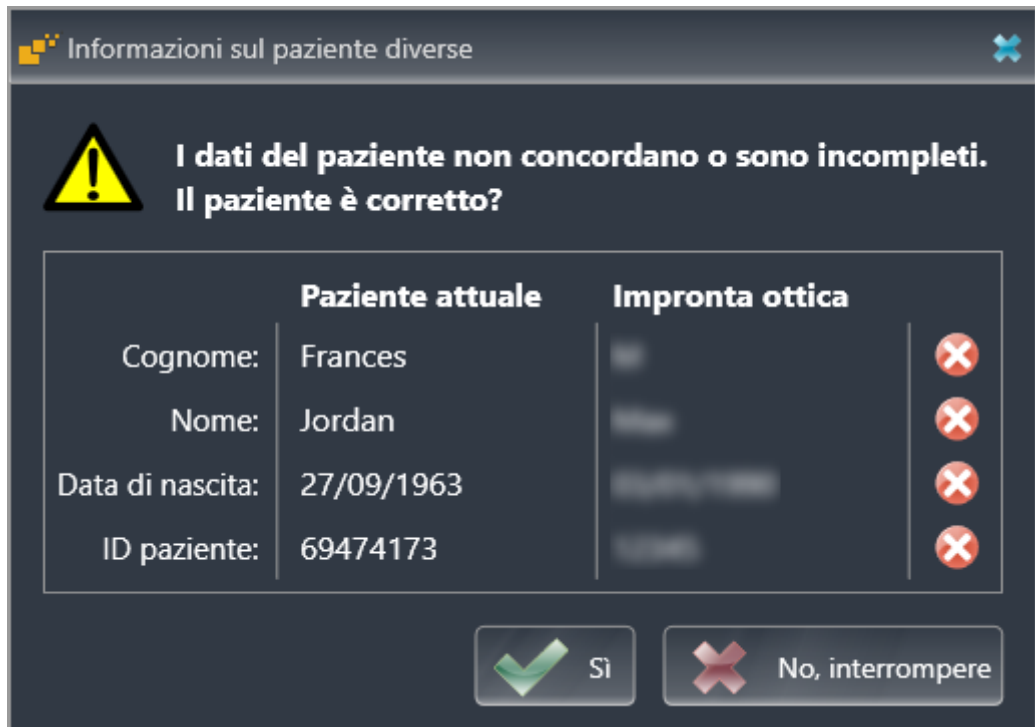 Informazioni sul paziente diverse
I dati del paziente non concordano o sono incompleti.
Il paziente è corretto?
Paziente attuale Impronta ottica
Cognome: Frances
Nome: Jordan
Data di nascita: 27/09/1963
ID paziente: 69474173
Sì No, interrompere